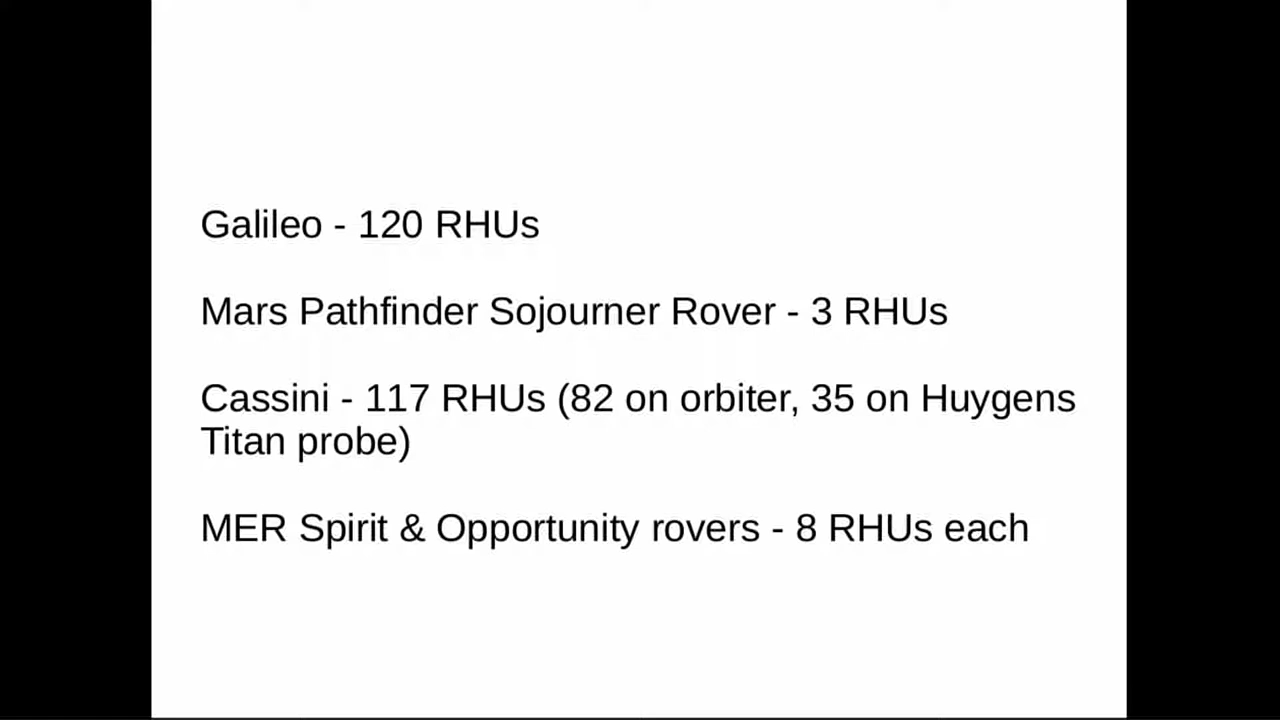 Galileo - 120 RHUs
Mars Pathfinder Sojourner Rover - 3 RHUs
Cassini - 117 RHUs (82 on orbiter, 35 on Huygens
Titan probe)
MER Spirit & Opportunity rovers - 8 RHUs each